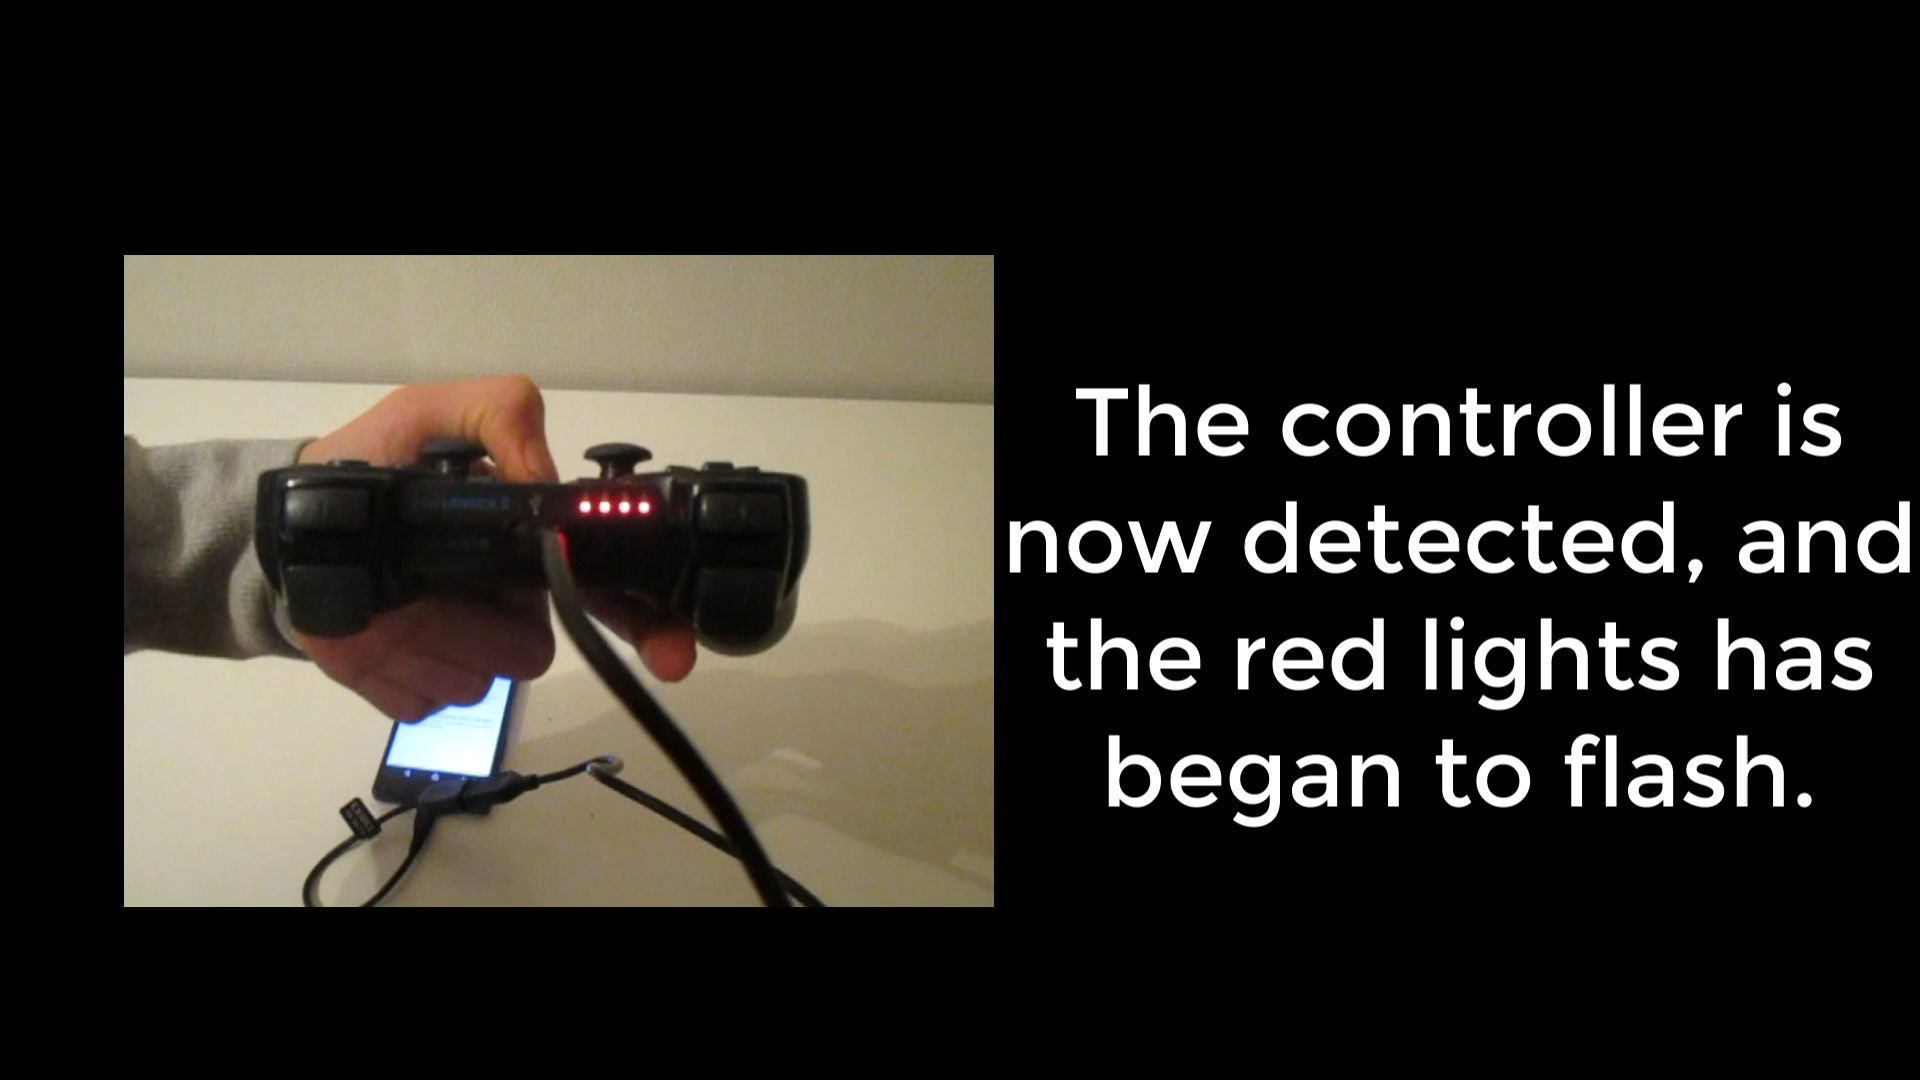 The controller is
now detected, and
the red lights has
began to flash.